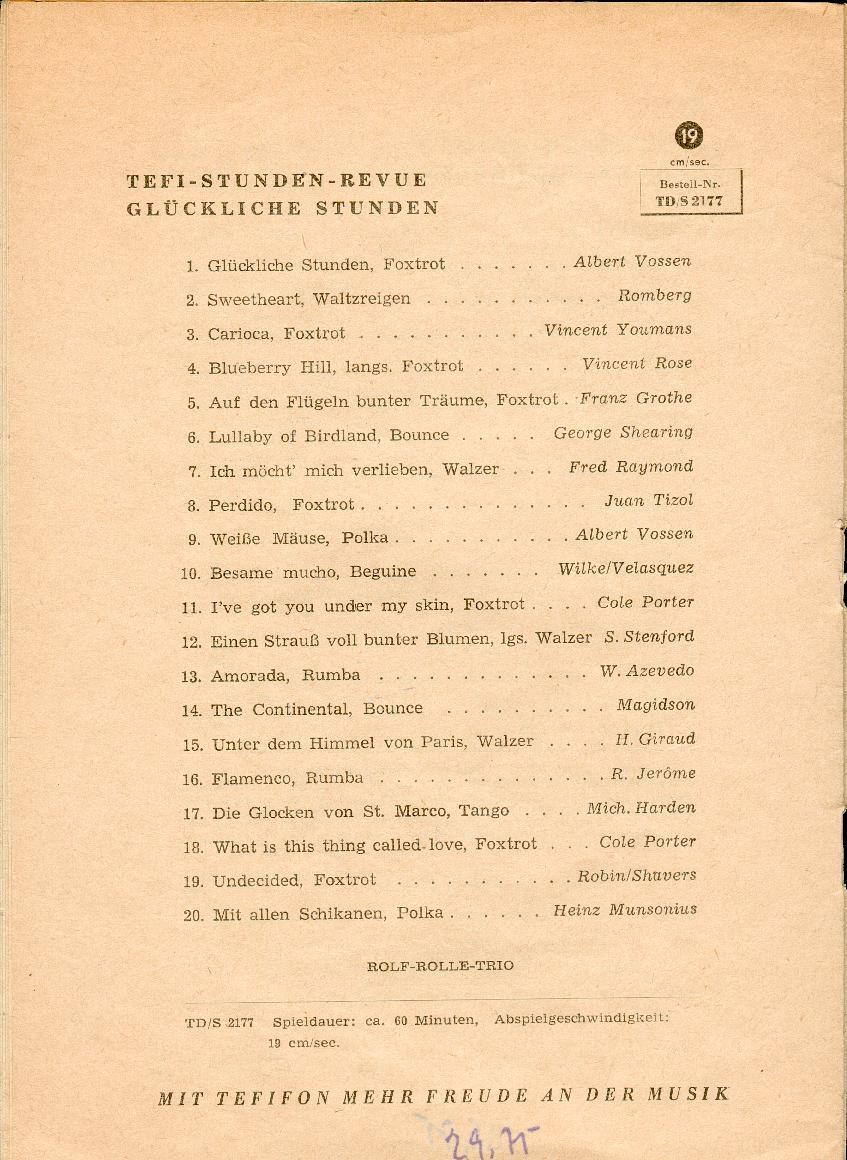 19
cm/sec.
TEFI-STUNDEN-REVUE
GLÜCKLICHE STUNDEN
Bestell-Nr.
TD/S 2177
1. Glückliche Stunden, Foxtrot . . . . . . . Albert Vossen
2. Sweetheart, Waltzreigen . . . . . . . . . . . Romberg
3. Carioca, Foxtrot . . . . . . . . . . . Vincent Youmans
4. Blueberry Hill, langs. Foxtrot . . . . . . Vincent Rose
5. Auf den Flügeln bunter Träume, Foxtrot . . Franz Grothe
6. Lullaby of Birdland, Bounce . . . . . George Shearing
7. Ich möcht' mich verlieben, Walzer . . . Fred Raymond
8. Perdido, Foxtrot . . . . . . . . . . . . . . Juan Tizol
9. Weiße Mäuse, Polka . . . . . . . . . . . Albert Vossen
10. Besame mucho, Beguine . . . . . . . Wilke/Velasquez
11. I've got you under my skin, Foxtrot . . . . Cole Porter
12. Einen Strauß voll bunter Blumen, lgs. Walzer S. Stenford
13. Amorada, Rumba . . . . . . . . . . . . . W. Azevedo
14. The Continental, Bounce . . . . . . . . . . Magidson
15. Unter dem Himmel von Paris, Walzer . . . . H. Giraud
16. Flamenco, Rumba . . . . . . . . . . . . . . R. Jerôme
17. Die Glocken von St. Marco, Tango . . . . Mich. Harden
18. What is this thing called love, Foxtrot . . . Cole Porter
19. Undecided, Foxtrot . . . . . . . . . . . Robin/Shavers
20. Mit allen Schikanen, Polka . . . . . . Heinz Munsonius
ROLF-ROLLE-TRIO
TD/S 2177 Spieldauer: ca. 60 Minuten, Abspielgeschwindigkeit:
19 cm/sec.
MIT TEFIFON MEHR FREUDE AN DER MUSIK
29,75